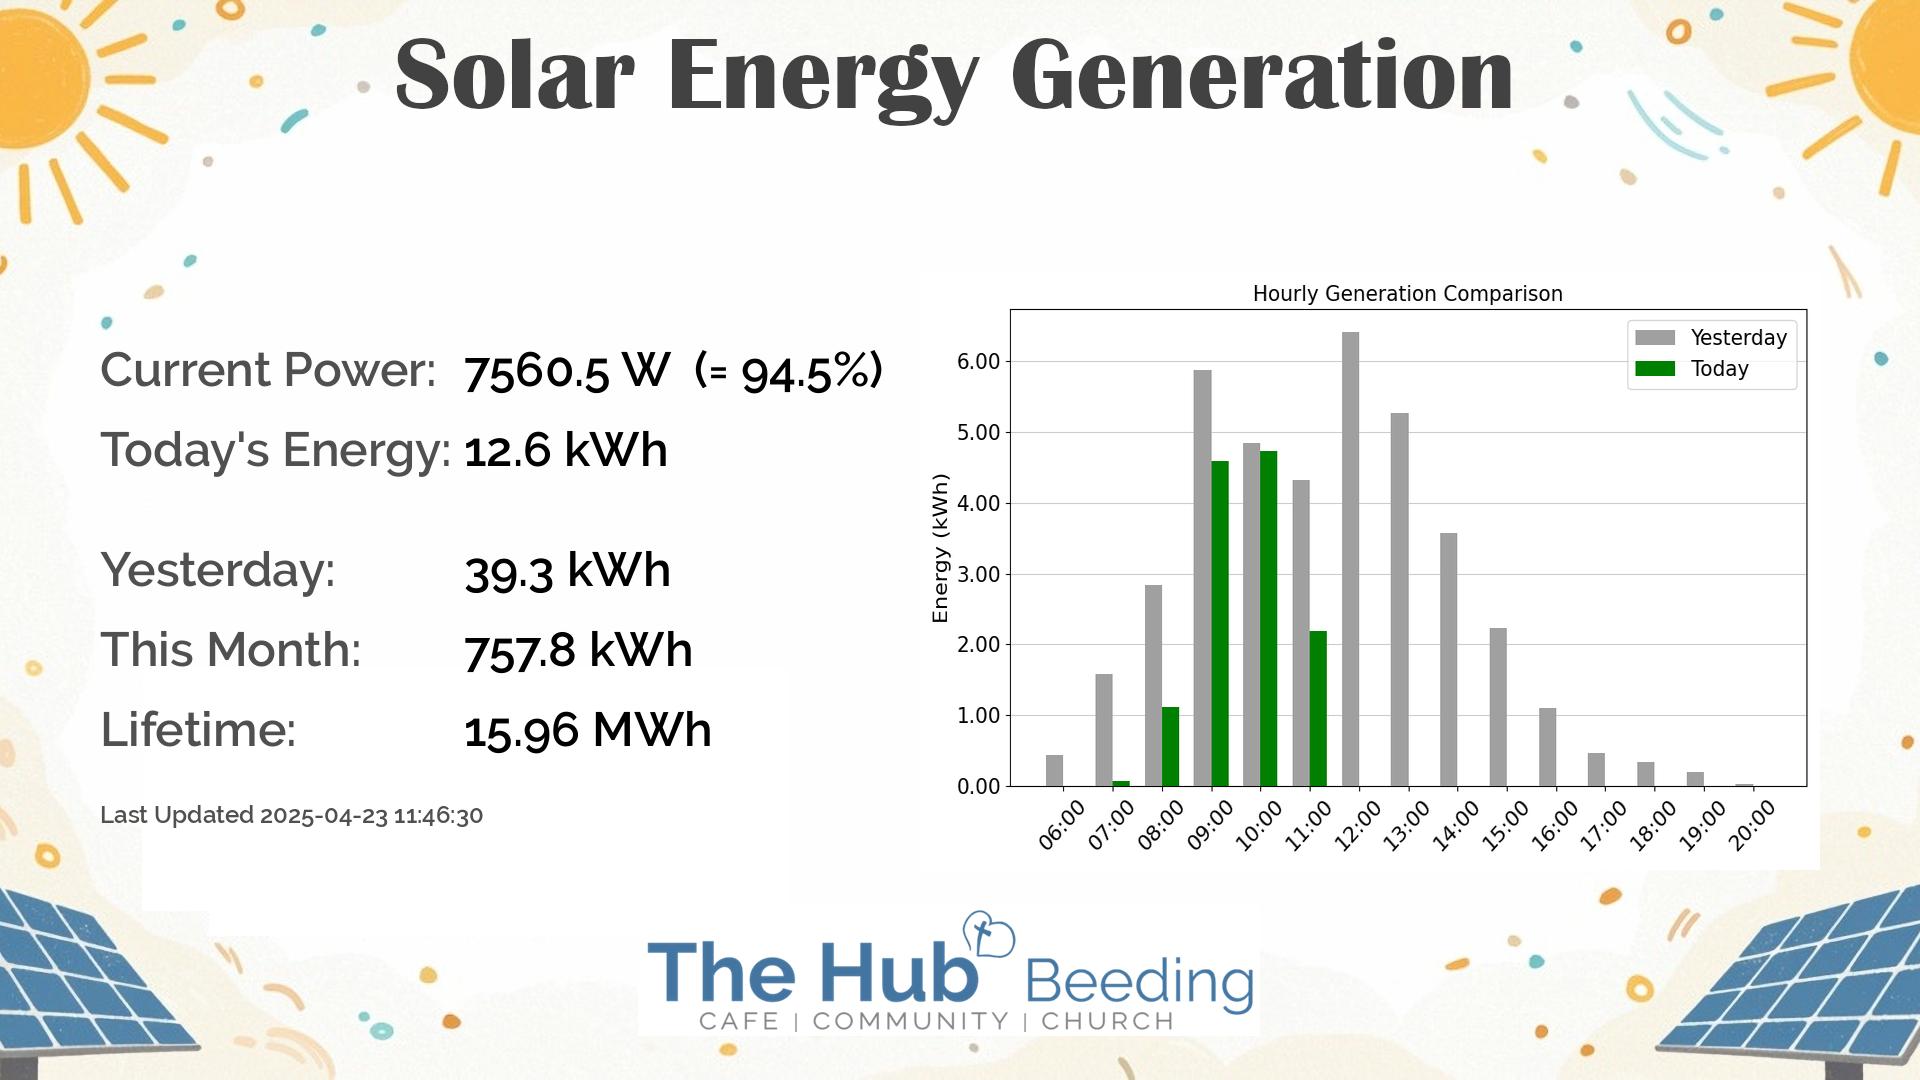 Solar Energy Generation
Current Power: 7560.5 W (= 94.5%)
Today's Energy: 12.6 kWh
Yesterday: 39.3 kWh
This Month: 757.8 kWh
Lifetime: 15.96 MWh
Last Updated 2025-04-23 11:46:30
Hourly Generation Comparison
Yesterday
Today
Energy (kWh)
6.00
5.00
4.00
3.00
2.00
1.00
0.00
06:00 07:00 08:00 09:00 10:00 11:00 12:00 13:00 14:00 15:00 16:00 17:00 18:00 19:00 20:00
The Hub Beeding
CAFE | COMMUNITY | CHURCH